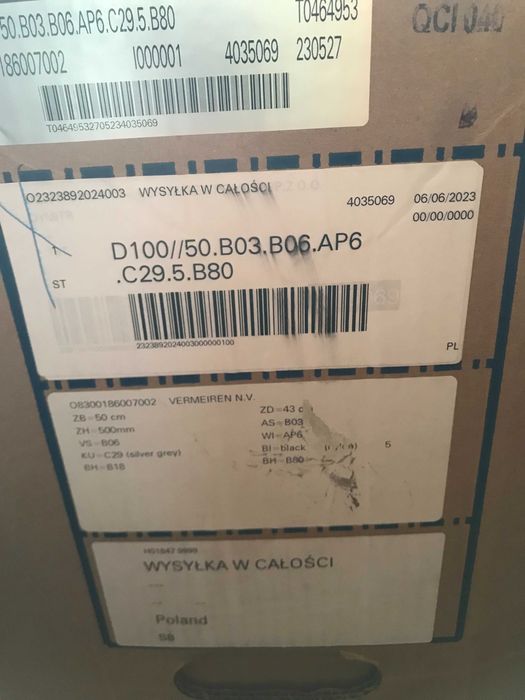 50.B03.B06.AP6.C29.5.B80
T0464953
QCI 040
186007002 I000001 4035069 230527
T04649532705234035069
O2323892024003 WYSYŁKA W CAŁOŚCI
4035069 06/06/2023
00/00/0000
1 D100//50.B03.B06.AP6
ST .C29.5.B80
2323892024003000000100
PL
O8300186007002 VERMEIREN N.V.
ZB=50 cm ZD=43
ZH=500mm AS=B03
VS=B06 WI=AP6
KU=C29 (silver grey) BI=black 5
BH=B18 BH=B80
WYSYŁKA W CAŁOŚCI
Poland